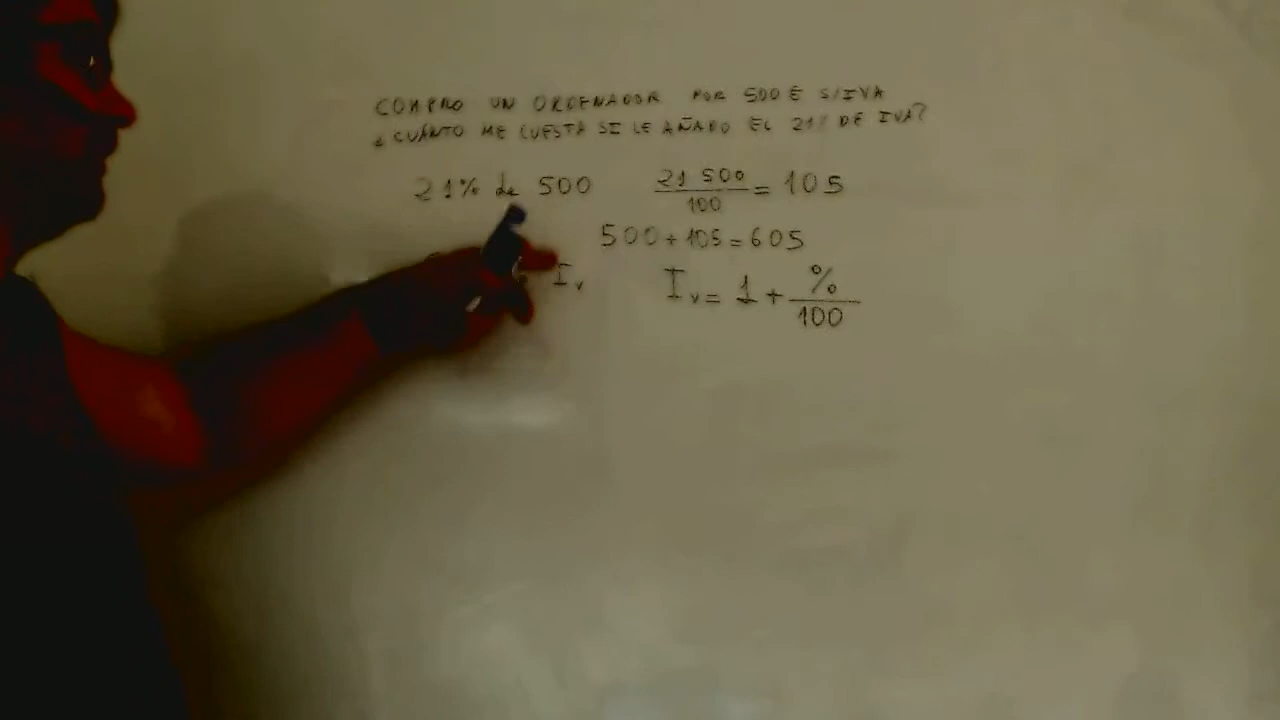 COMPRO UN ORDENADOR POR 500 € S/IVA
¿CUÁNTO ME CUESTA SI LE AÑADO EL 21% DE IVA?
21% de 500 21 500 / 100 = 105
500 + 105 = 605
Iv Iv = 1 + % / 100